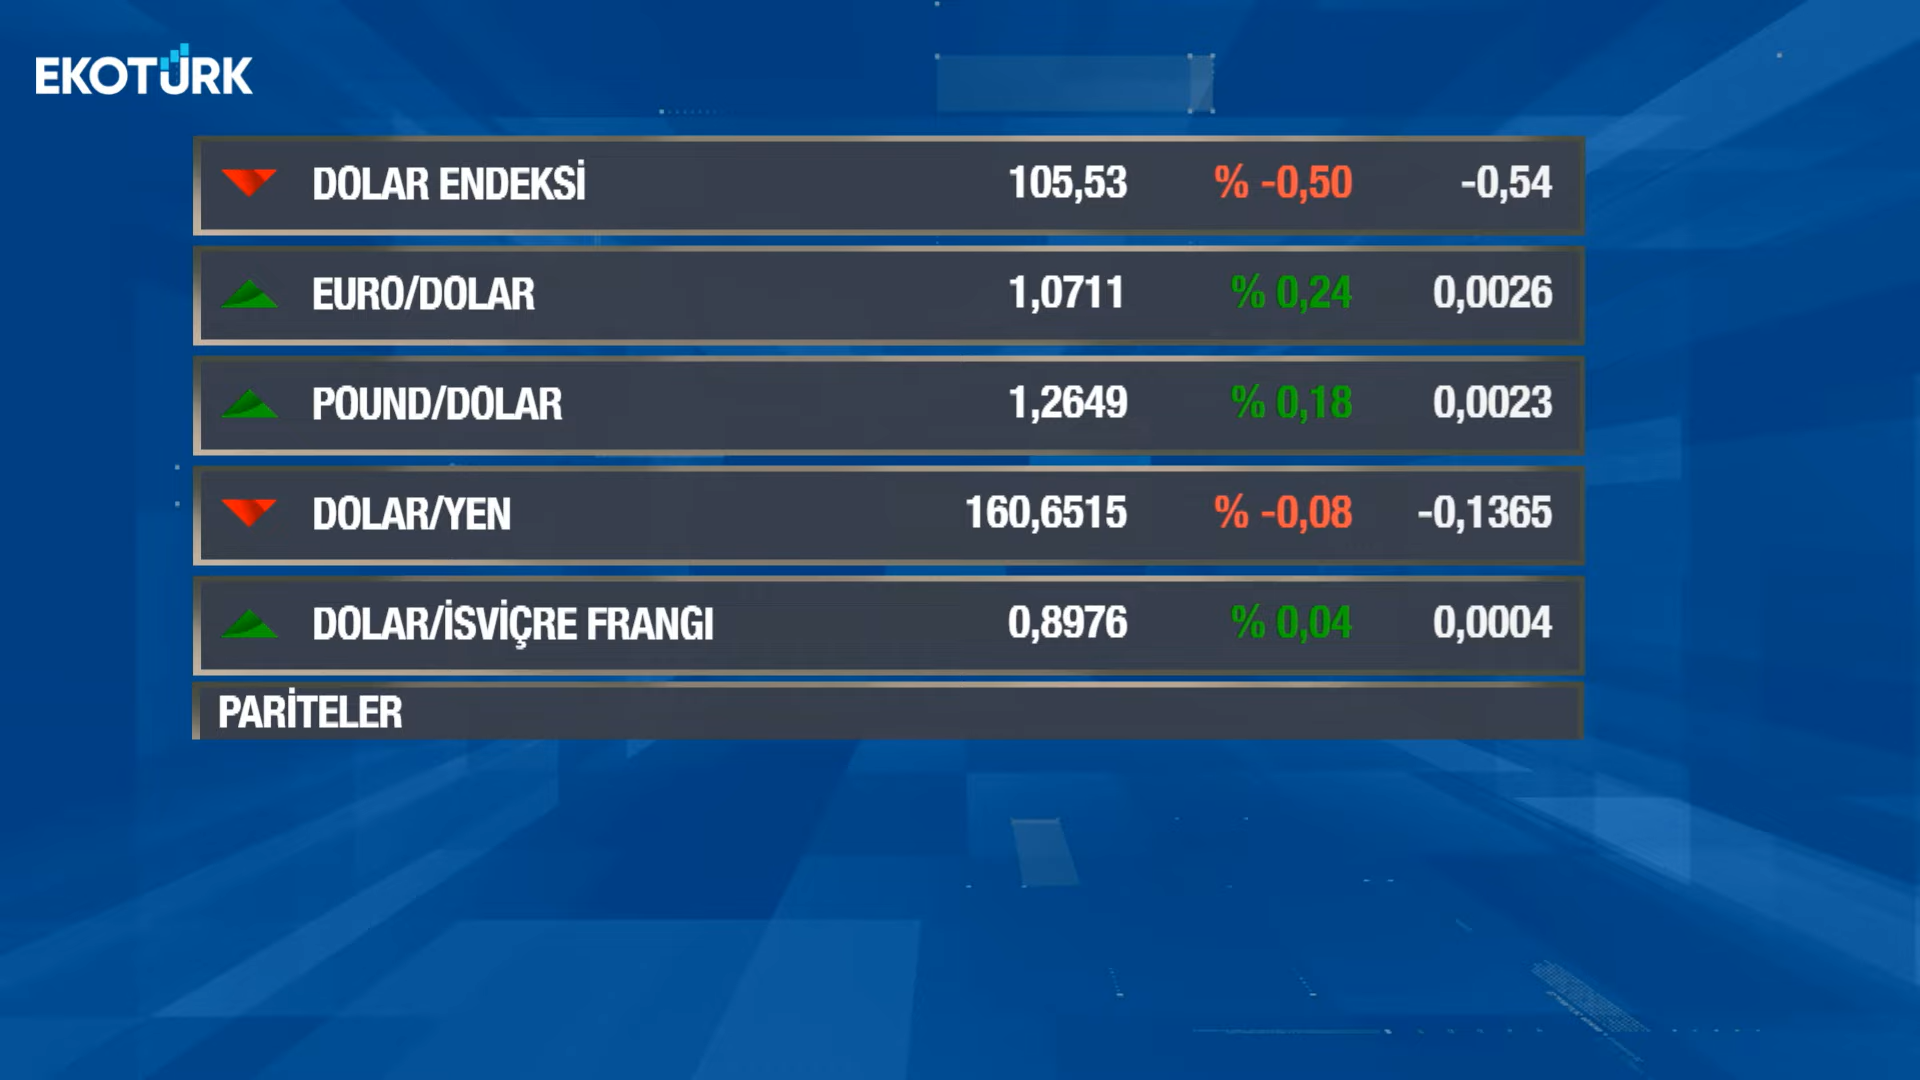 EKOTÜRK
DOLAR ENDEKSİ 105,53 % -0,50 -0,54
EURO/DOLAR 1,0711 % 0,24 0,0026
POUND/DOLAR 1,2649 % 0,18 0,0023
DOLAR/YEN 160,6515 % -0,08 -0,1365
DOLAR/İSVİÇRE FRANGI 0,8976 % 0,04 0,0004
PARİTELER